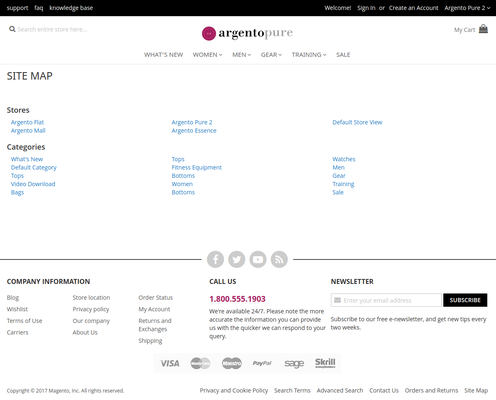 support faq knowledge base
Welcome! Sign In or Create an Account Argento Pure 2
Search entire store here...
argentopure
My Cart
WHAT'S NEW WOMEN MEN GEAR TRAINING SALE
SITE MAP
Stores
Argento Flat Argento Pure 2 Default Store View
Argento Mall Argento Essence
Categories
What's New Tops Watches
Default Category Fitness Equipment Men
Tops Bottoms Gear
Video Download Women Training
Bags Bottoms Sale
COMPANY INFORMATION
Blog Store location Order Status
Wishlist Privacy policy My Account
Terms of Use Our company Returns and
Exchanges
Carriers About Us
Shipping
CALL US
1.800.555.1903
We're available 24/7. Please note the more
accurate the information you can provide
us with the quicker we can respond to your
query.
NEWSLETTER
Enter your email address SUBSCRIBE
Subscribe to our free e-newsletter, and get new tips every
two weeks.
VISA MasterCard Maestro PayPal sage Skrill
Copyright © 2017 Magento, Inc. All rights reserved.
Privacy and Cookie Policy Search Terms Advanced Search Contact Us Orders and Returns Site Map